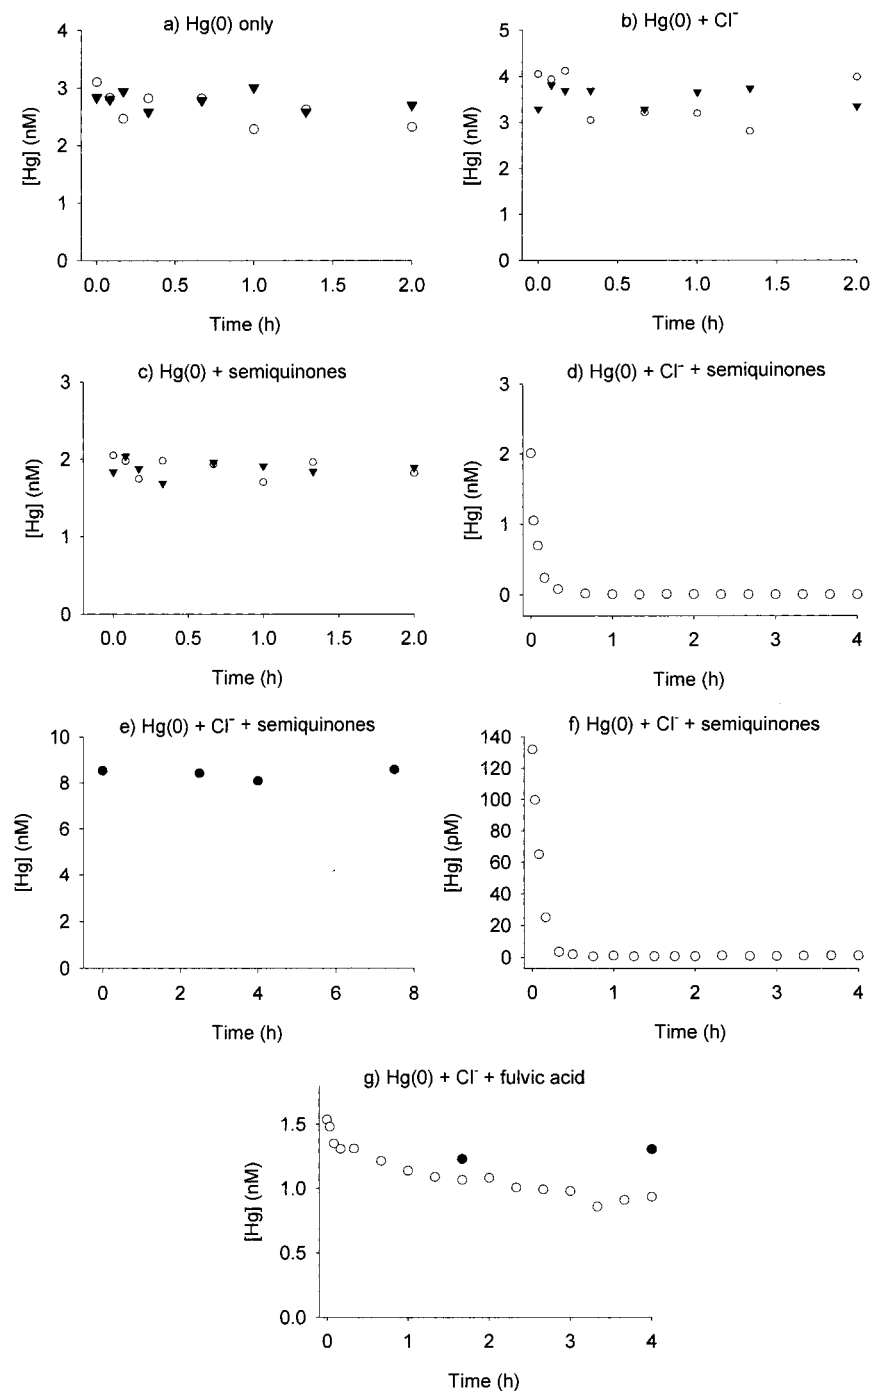 a) Hg(0) only
4
3
2
1
0
[Hg] (nM)
0.0 0.5 1.0 1.5 2.0
Time (h)
b) Hg(0) + Cl⁻
5
4
3
2
1
0
[Hg] (nM)
0.0 0.5 1.0 1.5 2.0
Time (h)
c) Hg(0) + semiquinones
3
2
1
0
[Hg] (nM)
0.0 0.5 1.0 1.5 2.0
Time (h)
d) Hg(0) + Cl⁻ + semiquinones
3
2
1
0
[Hg] (nM)
0 1 2 3 4
Time (h)
e) Hg(0) + Cl⁻ + semiquinones
10
8
6
4
2
0
[Hg] (nM)
0 2 4 6 8
Time (h)
f) Hg(0) + Cl⁻ + semiquinones
140
120
100
80
60
40
20
0
[Hg] (pM)
0 1 2 3 4
Time (h)
g) Hg(0) + Cl⁻ + fulvic acid
1.5
1.0
0.5
0.0
[Hg] (nM)
0 1 2 3 4
Time (h)